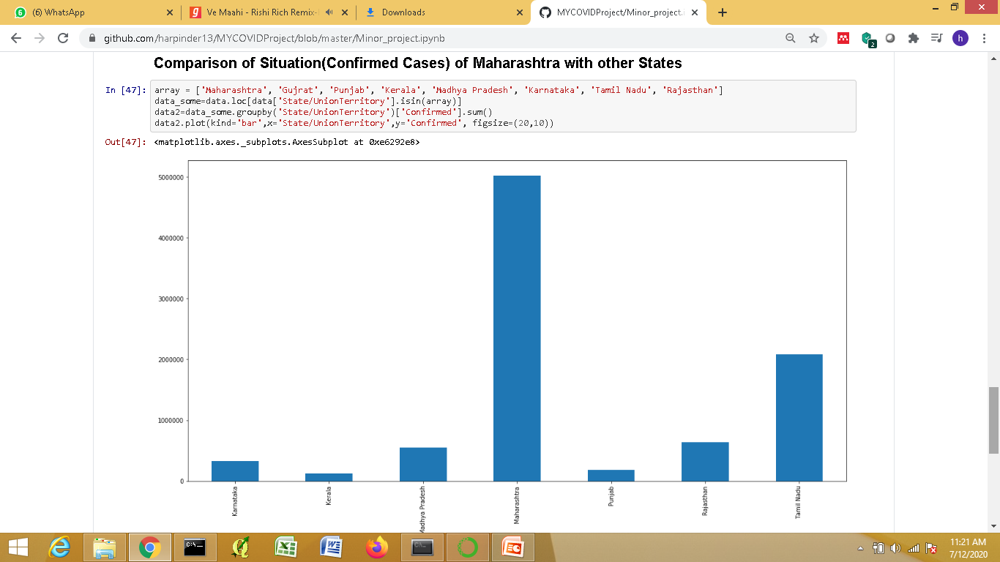 (6) WhatsApp
Ve Maahi - Rishi Rich Remix-
Downloads
MYCOVIDProject/Minor_project.i
github.com/harpinder13/MYCOVIDProject/blob/master/Minor_project.ipynb
2
h
Comparison of Situation(Confirmed Cases) of Maharashtra with other States
In [47]:
array = ['Maharashtra', 'Gujrat', 'Punjab', 'Kerala', 'Madhya Pradesh', 'Karnataka', 'Tamil Nadu', 'Rajasthan']
data_some=data.loc[data['State/UnionTerritory'].isin(array)]
data2=data_some.groupby('State/UnionTerritory')['Confirmed'].sum()
data2.plot(kind='bar',x='State/UnionTerritory',y='Confirmed', figsize=(20,10))
Out[47]: <matplotlib.axes._subplots.AxesSubplot at 0xe6292e8>
5000000
4000000
3000000
2000000
1000000
0
Karnataka
Kerala
Madhya Pradesh
Maharashtra
Punjab
Rajasthan
Tamil Nadu
11:21 AM
7/12/2020